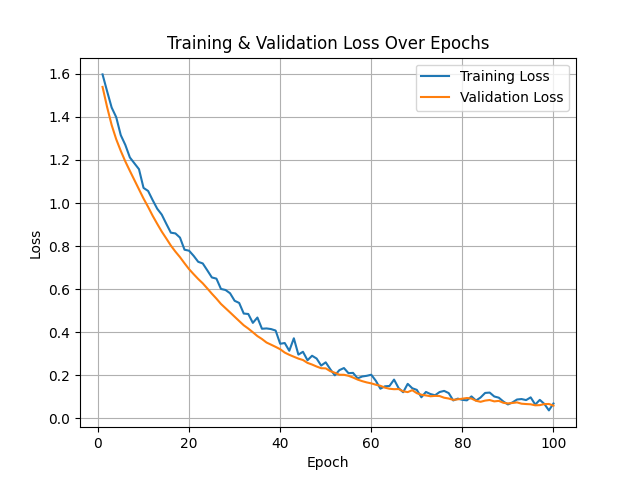 Training & Validation Loss Over Epochs
Training Loss
Validation Loss
1.6
1.4
1.2
1.0
0.8
0.6
0.4
0.2
0.0
Loss
0 20 40 60 80 100
Epoch